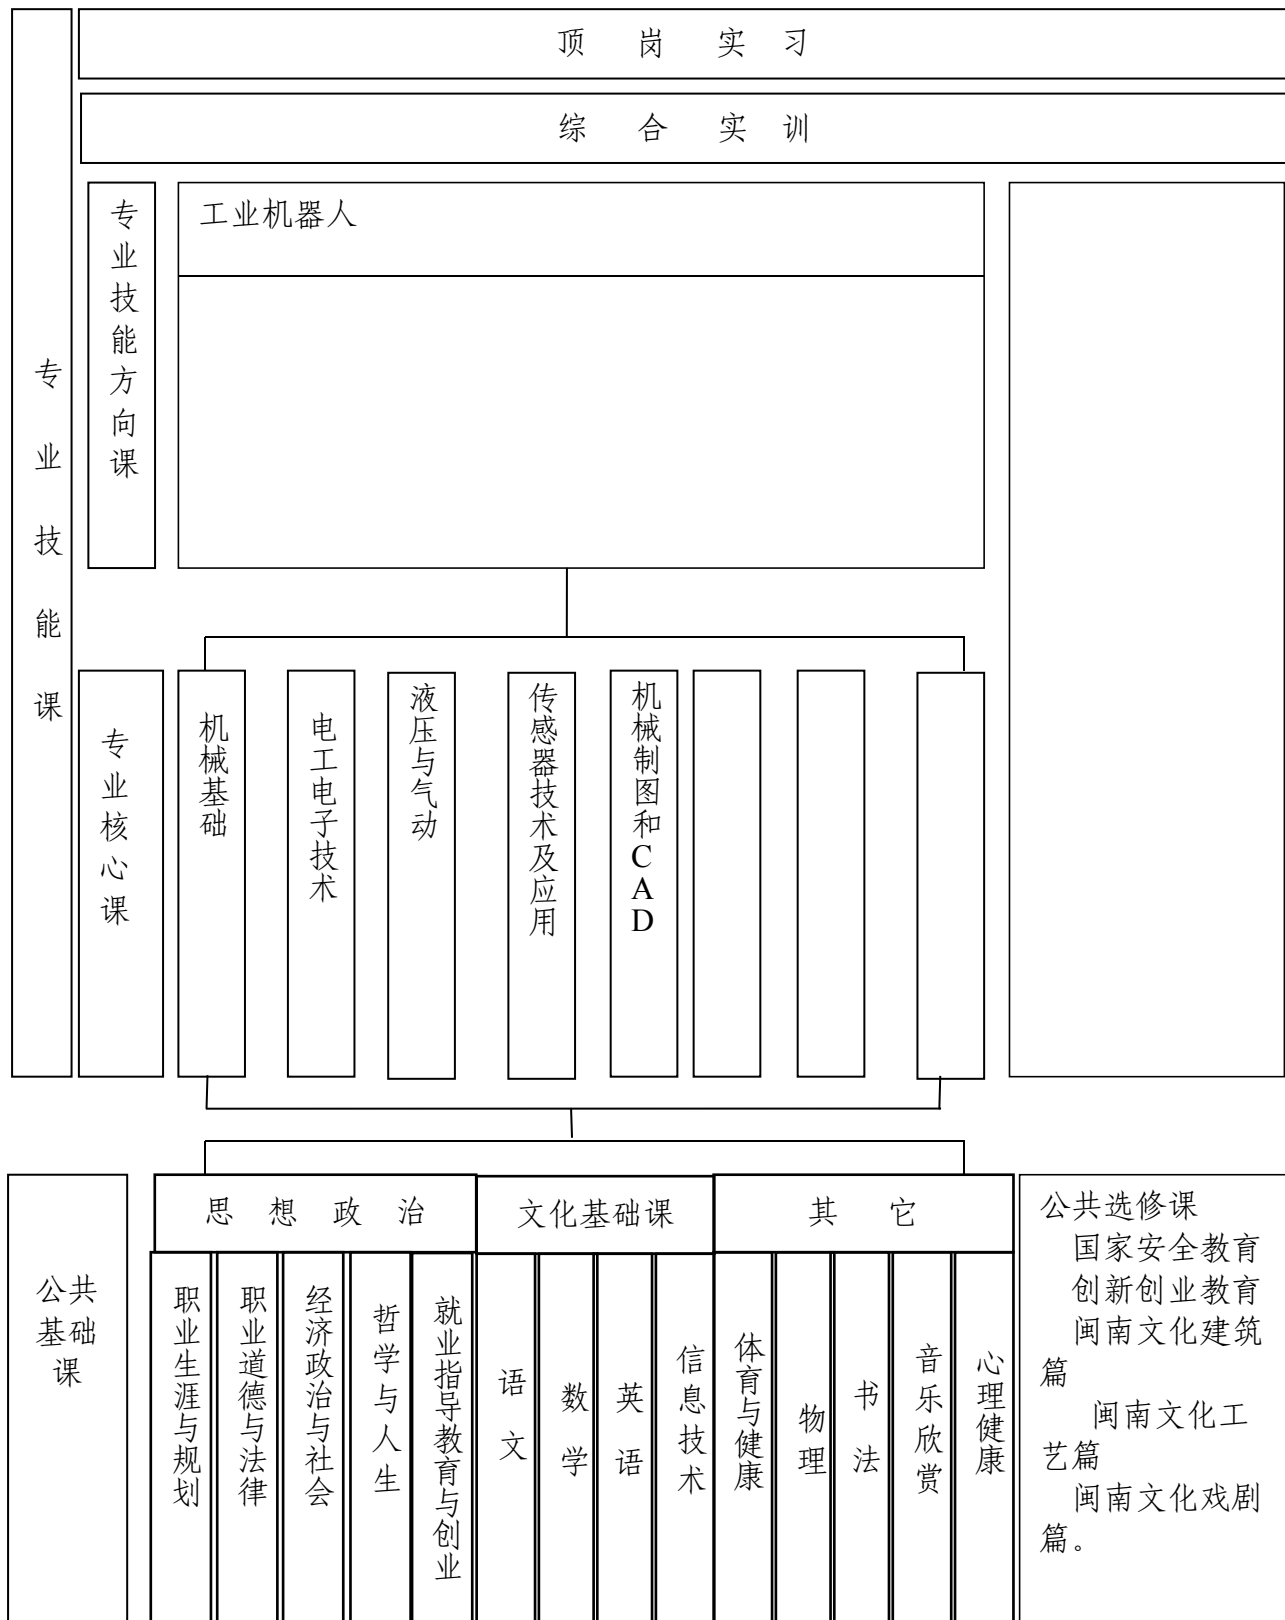 顶岗实习
综合实训
专业技能课
专业技能方向课
工业机器人
专业核心课
机械基础
电工电子技术
液压与气动
传感器技术及应用
机械制图和CAD
公共
基础
课
思想政治
职业生涯与规划
职业道德与法律
经济政治与社会
哲学与人生
就业指导教育与创业
文化基础课
语文
数学
英语
信息技术
其它
体育与健康
物理
书法
音乐欣赏
心理健康
公共选修课
国家安全教育
创新创业教育
闽南文化建筑
篇
闽南文化工
艺篇
闽南文化戏剧
篇。